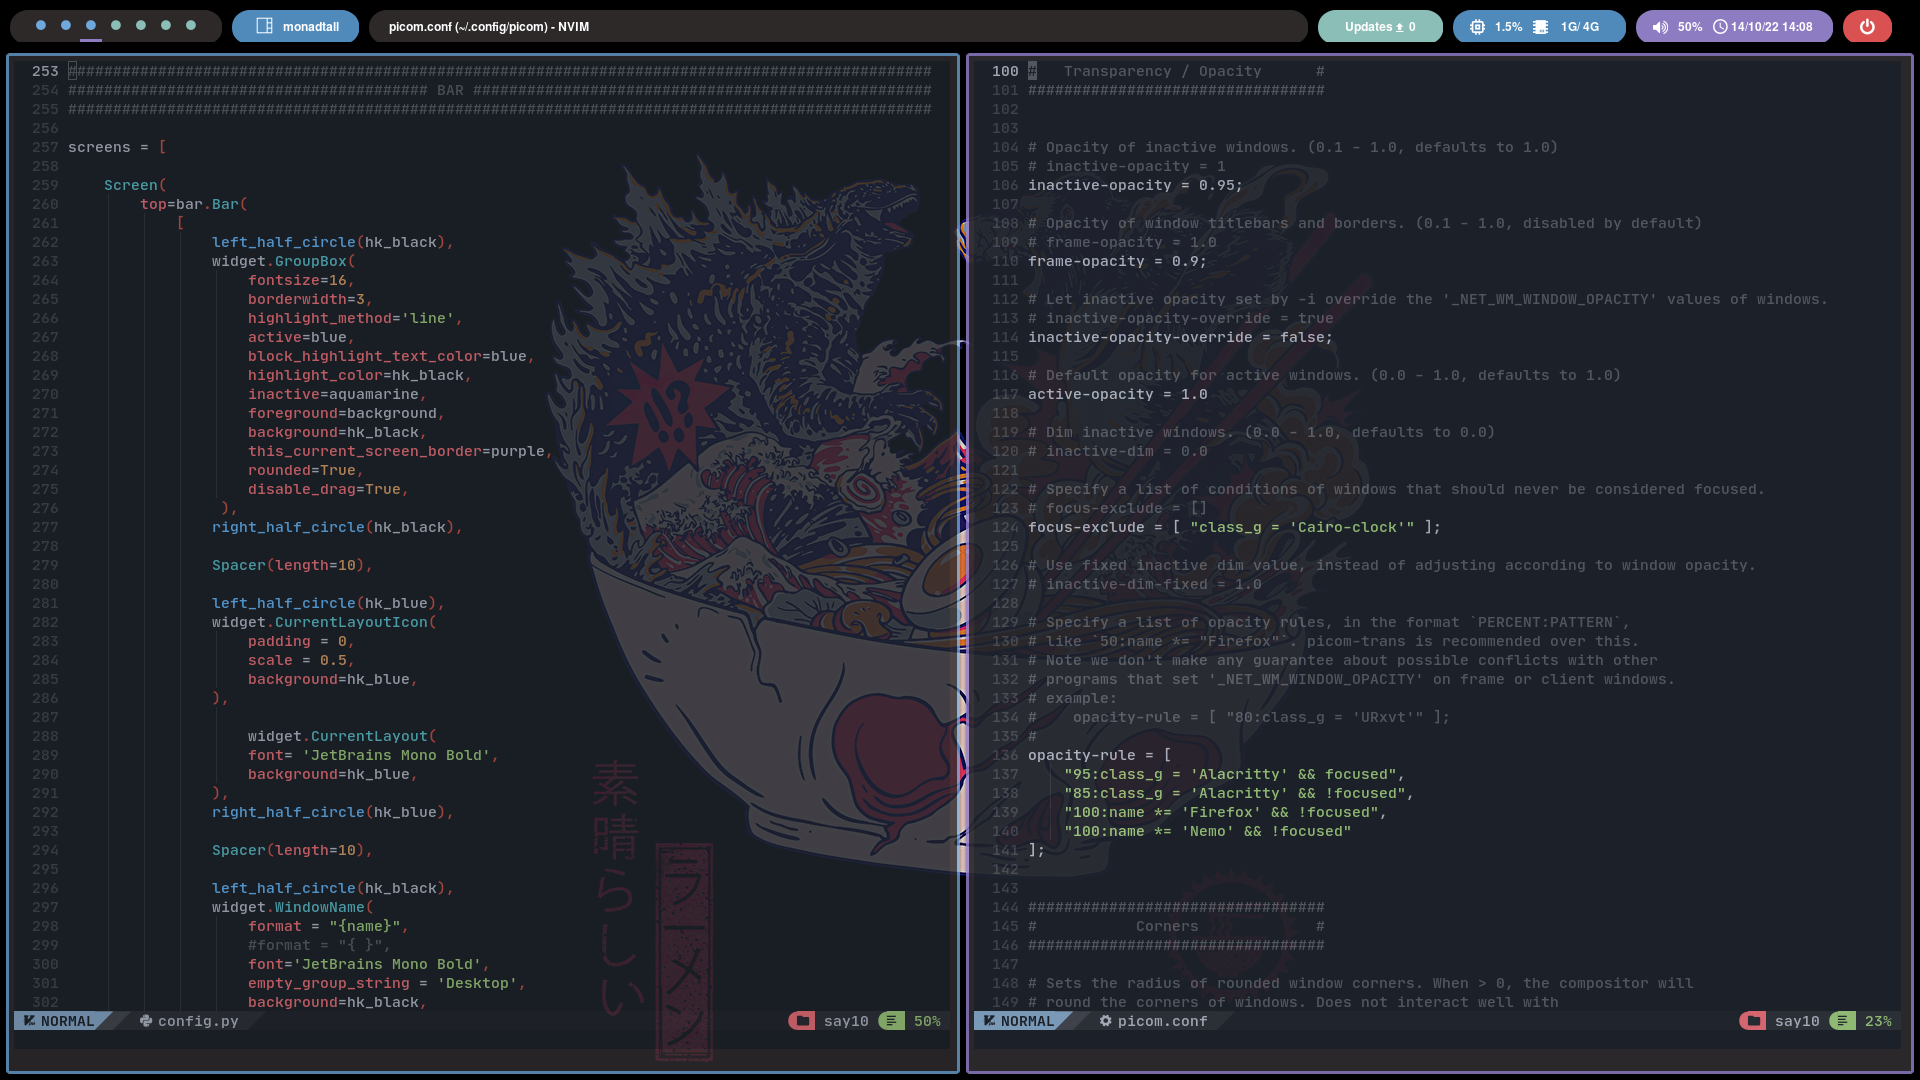 monadtall
picom.conf (~/.config/picom) - NVIM
Updates 0
1.5% 1G/ 4G
50% 14/10/22 14:08
253 ################################################################################################
254 ######################################## BAR ###################################################
255 ################################################################################################
256
257 screens = [
258
259     Screen(
260         top=bar.Bar(
261             [
262                 left_half_circle(hk_black),
263                 widget.GroupBox(
264                     fontsize=16,
265                     borderwidth=3,
266                     highlight_method='line',
267                     active=blue,
268                     block_highlight_text_color=blue,
269                     highlight_color=hk_black,
270                     inactive=aquamarine,
271                     foreground=background,
272                     background=hk_black,
273                     this_current_screen_border=purple,
274                     rounded=True,
275                     disable_drag=True,
276                  ),
277                 right_half_circle(hk_black),
278
279                 Spacer(length=10),
280
281                 left_half_circle(hk_blue),
282                 widget.CurrentLayoutIcon(
283                     padding = 0,
284                     scale = 0.5,
285                     background=hk_blue,
286                 ),
287
288                     widget.CurrentLayout(
289                     font= 'JetBrains Mono Bold',
290                     background=hk_blue,
291                 ),
292                 right_half_circle(hk_blue),
293
294                 Spacer(length=10),
295
296                 left_half_circle(hk_black),
297                 widget.WindowName(
298                     format = "{name}",
299                     #format = "{ }",
300                     font='JetBrains Mono Bold',
301                     empty_group_string = 'Desktop',
302                     background=hk_black,
NORMAL config.py say10 50%
!!?
素晴らしい
ラーメン
100 #   Transparency / Opacity      #
101 #################################
102
103
104 # Opacity of inactive windows. (0.1 - 1.0, defaults to 1.0)
105 # inactive-opacity = 1
106 inactive-opacity = 0.95;
107
108 # Opacity of window titlebars and borders. (0.1 - 1.0, disabled by default)
109 # frame-opacity = 1.0
110 frame-opacity = 0.9;
111
112 # Let inactive opacity set by -i override the '_NET_WM_WINDOW_OPACITY' values of windows.
113 # inactive-opacity-override = true
114 inactive-opacity-override = false;
115
116 # Default opacity for active windows. (0.0 - 1.0, defaults to 1.0)
117 active-opacity = 1.0
118
119 # Dim inactive windows. (0.0 - 1.0, defaults to 0.0)
120 # inactive-dim = 0.0
121
122 # Specify a list of conditions of windows that should never be considered focused.
123 # focus-exclude = []
124 focus-exclude = [ "class_g = 'Cairo-clock'" ];
125
126 # Use fixed inactive dim value, instead of adjusting according to window opacity.
127 # inactive-dim-fixed = 1.0
128
129 # Specify a list of opacity rules, in the format `PERCENT:PATTERN`,
130 # like `50:name *= "Firefox"`. picom-trans is recommended over this.
131 # Note we don't make any guarantee about possible conflicts with other
132 # programs that set '_NET_WM_WINDOW_OPACITY' on frame or client windows.
133 # example:
134 #    opacity-rule = [ "80:class_g = 'URxvt'" ];
135 #
136 opacity-rule = [
137     "95:class_g = 'Alacritty' && focused",
138     "85:class_g = 'Alacritty' && !focused",
139     "100:name *= 'Firefox' && !focused",
140     "100:name *= 'Nemo' && !focused"
141 ];
142
143
144 #################################
145 #           Corners             #
146 #################################
147
148 # Sets the radius of rounded window corners. When > 0, the compositor will
149 # round the corners of windows. Does not interact well with
NORMAL picom.conf say10 23%